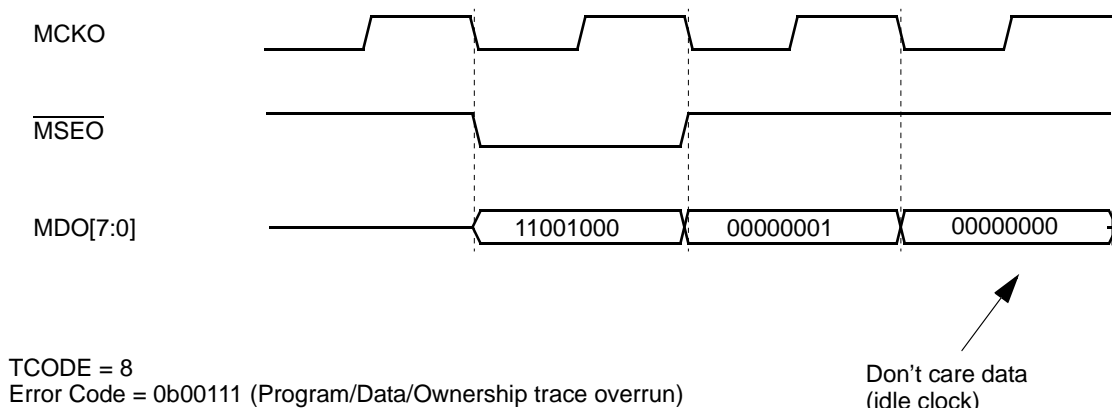 MCKO
MSEO
MDO[7:0]
11001000
00000001
00000000
TCODE = 8
Error Code = 0b00111 (Program/Data/Ownership trace overrun)
Don't care data
(idle clock)